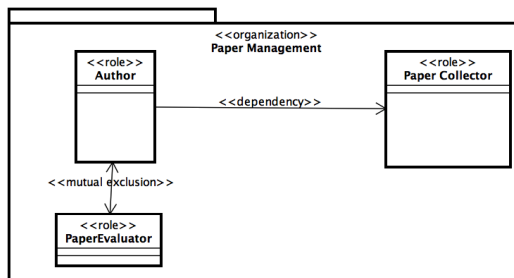 <<organization>>
Paper Management
<<role>>
Author
<<role>>
Paper Collector
<<dependency>>
<<mutual exclusion>>
<<role>>
PaperEvaluator